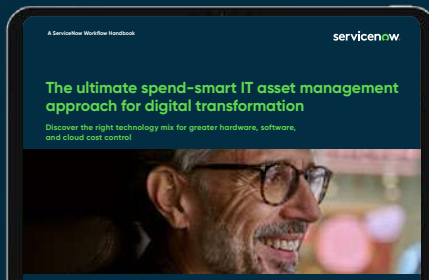 A ServiceNow Workflow Handbook
servicenow.
The ultimate spend-smart IT asset management
approach for digital transformation
Discover the right technology mix for greater hardware, software,
and cloud cost control